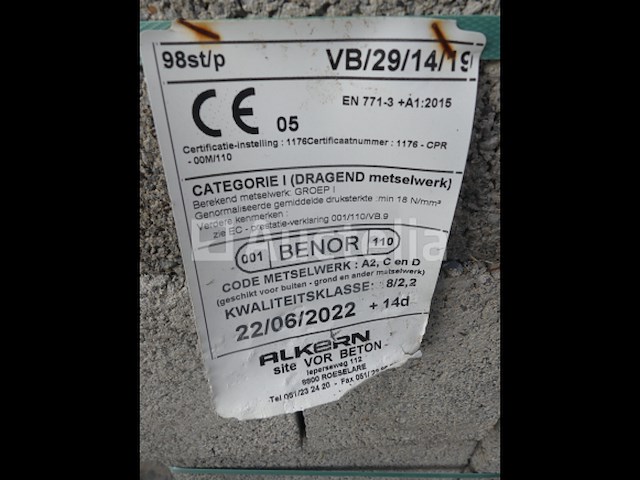 98st/p VB/29/14/19
CE 05 EN 771-3 +A1:2015
Certificatie-instelling : 1176Certificaatnummer : 1176 - CPR
- 00M/110
CATEGORIE I (DRAGEND metselwerk)
Berekend metselwerk: GROEP I
Genormaliseerde gemiddelde druksterkte :min 18 N/mm²
Verdere kenmerken :
zie EC - prestatie-verklaring 001/110/VB.9
001 BENOR 110
CODE METSELWERK : A2, C en D
(geschikt voor buiten - grond en ander metselwerk)
KWALITEITSKLASSE: 8/2,2
22/06/2022 + 14d
ALKERN
site VOR BETON
Ieperseweg 112
8800 ROESELARE
Tel 051/23 24 20 - Fax 051/